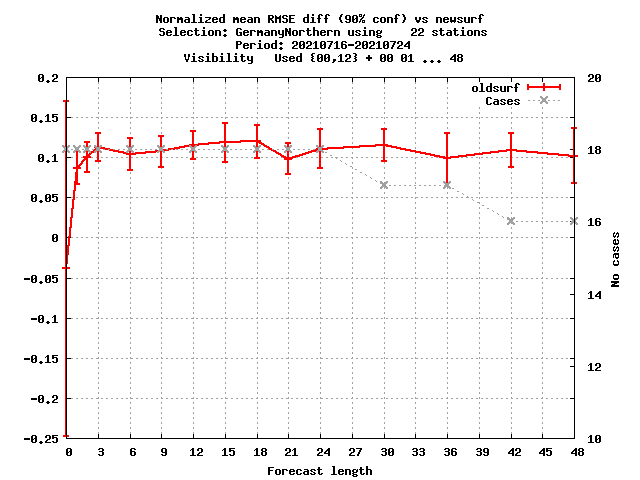 Normalized mean RMSE diff (90% conf) vs newsurf
Selection: GermanyNorthern using    22 stations
Period: 20210716-20210724
Visibility   Used {00,12} + 00 01 ... 48
oldsurf
Cases
0.2
0.15
0.1
0.05
0
-0.05
-0.1
-0.15
-0.2
-0.25
20
18
16
14
12
10
No cases
0 3 6 9 12 15 18 21 24 27 30 33 36 39 42 45 48
Forecast length